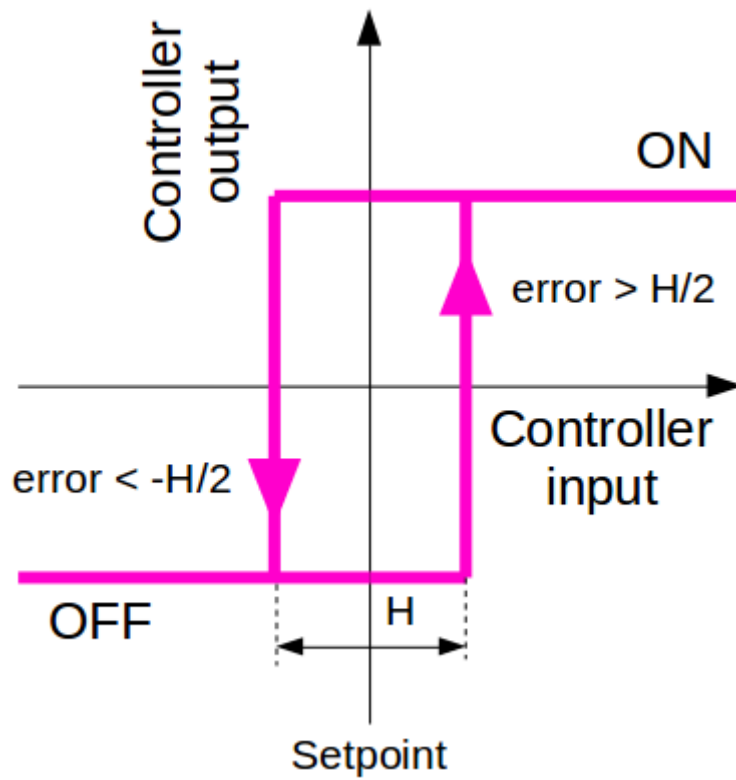 Controller
output
ON
error > H/2
Controller
input
error < -H/2
OFF
H
Setpoint